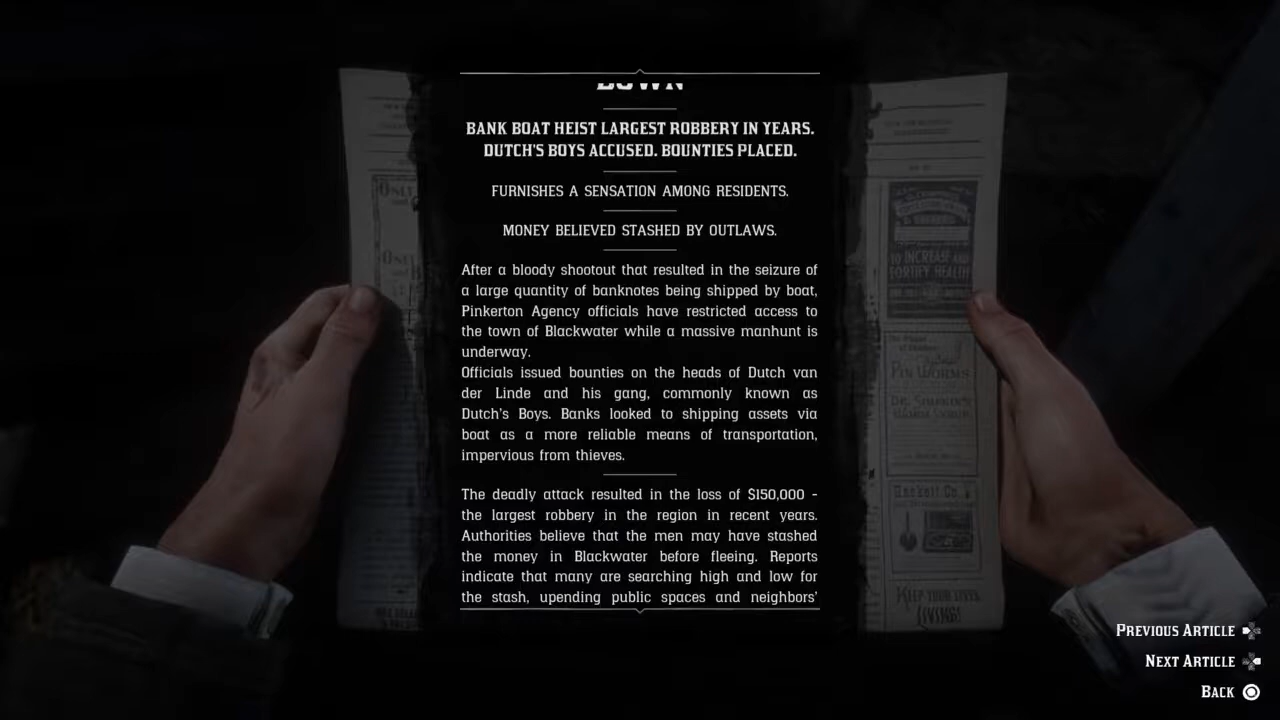 BANK BOAT HEIST LARGEST ROBBERY IN YEARS.
DUTCH'S BOYS ACCUSED. BOUNTIES PLACED.
FURNISHES A SENSATION AMONG RESIDENTS.
MONEY BELIEVED STASHED BY OUTLAWS.
After a bloody shootout that resulted in the seizure of
a large quantity of banknotes being shipped by boat,
Pinkerton Agency officials have restricted access to
the town of Blackwater while a massive manhunt is
underway.
Officials issued bounties on the heads of Dutch van
der Linde and his gang, commonly known as
Dutch's Boys. Banks looked to shipping assets via
boat as a more reliable means of transportation,
impervious from thieves.
The deadly attack resulted in the loss of $150,000 -
the largest robbery in the region in recent years.
Authorities believe that the men may have stashed
the money in Blackwater before fleeing. Reports
indicate that many are searching high and low for
the stash, upending public spaces and neighbors'
TO INCREASE AND
FORTIFY HEALTH
KEEP YOUR LIVER
PREVIOUS ARTICLE
NEXT ARTICLE
BACK